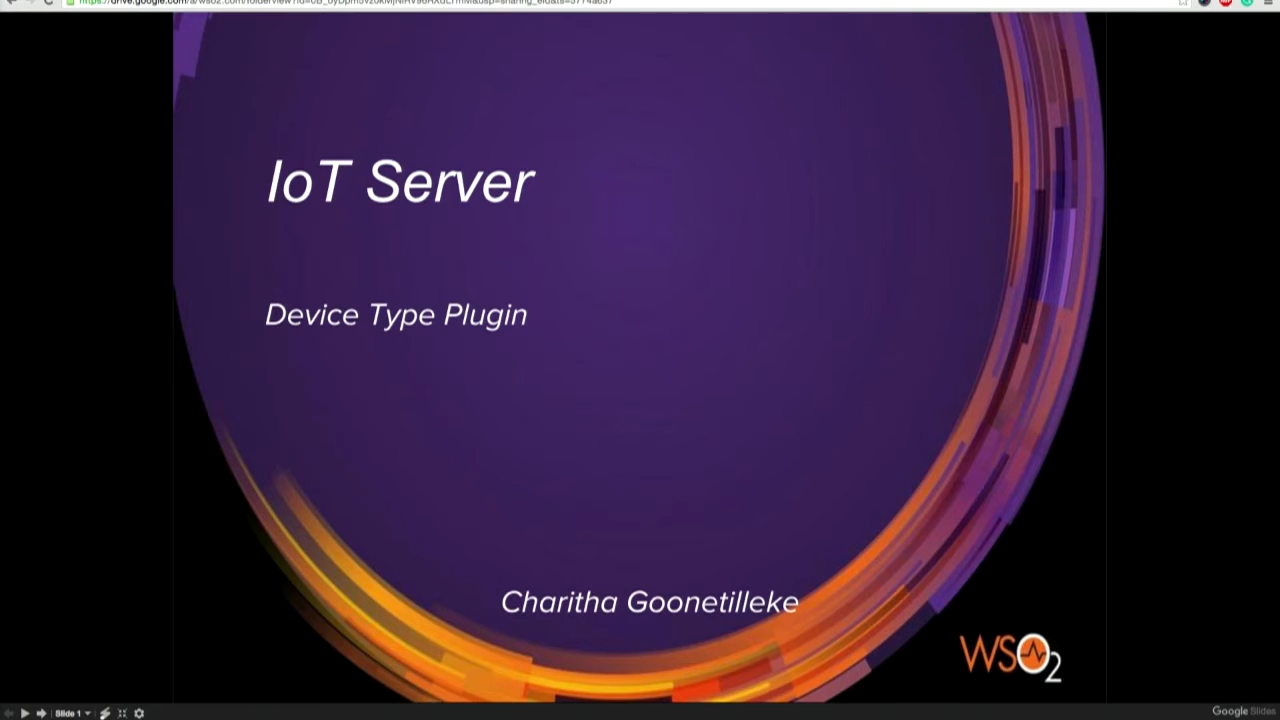 IoT Server
Device Type Plugin
Charitha Goonetilleke
WSO2
Slide 1
Google Slides